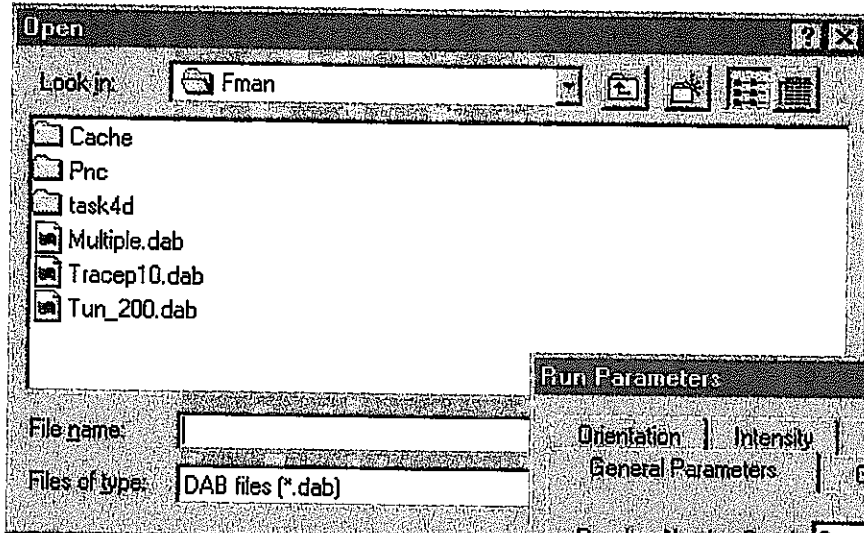 Open
Look in: Fman
Cache
Pnc
task4d
Multiple.dab
Tracep10.dab
Tun_200.dab
File name:
Files of type: DAB files (*.dab)
Run Parameters
Orientation Intensity
General Parameters